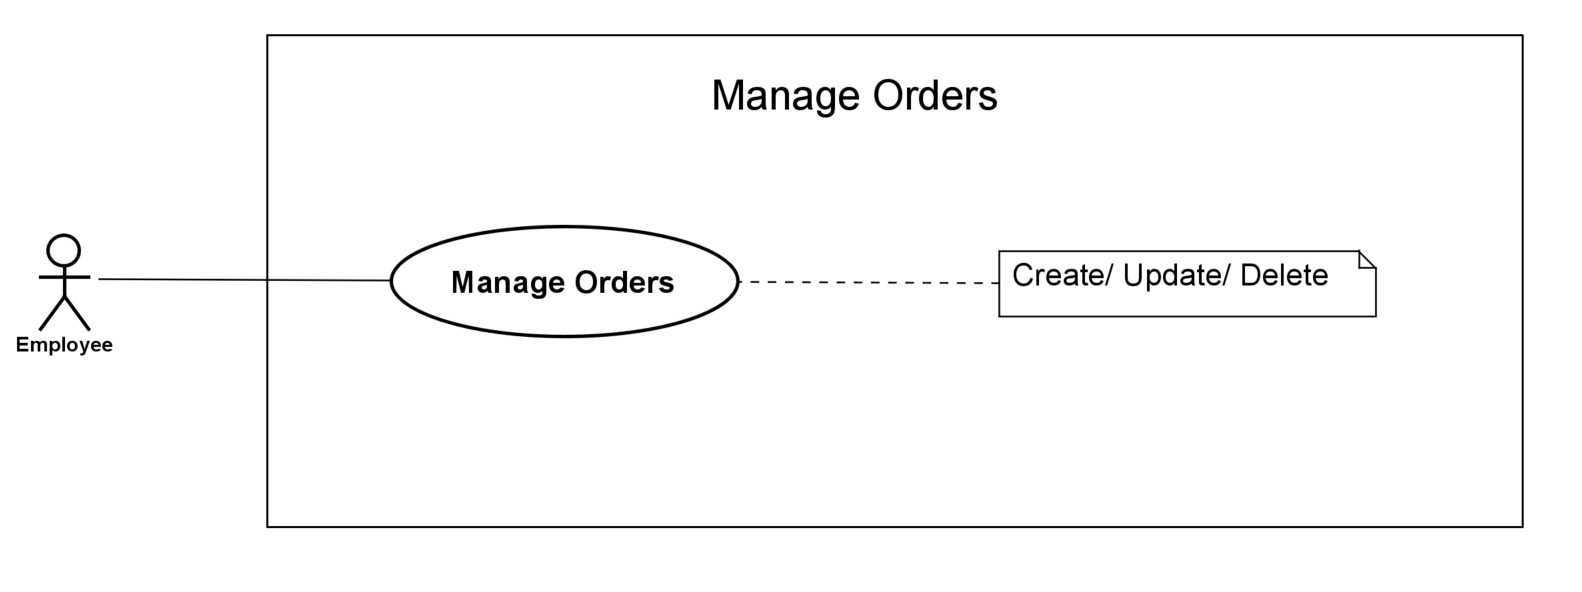 Manage Orders
Manage Orders
Create/ Update/ Delete
Employee